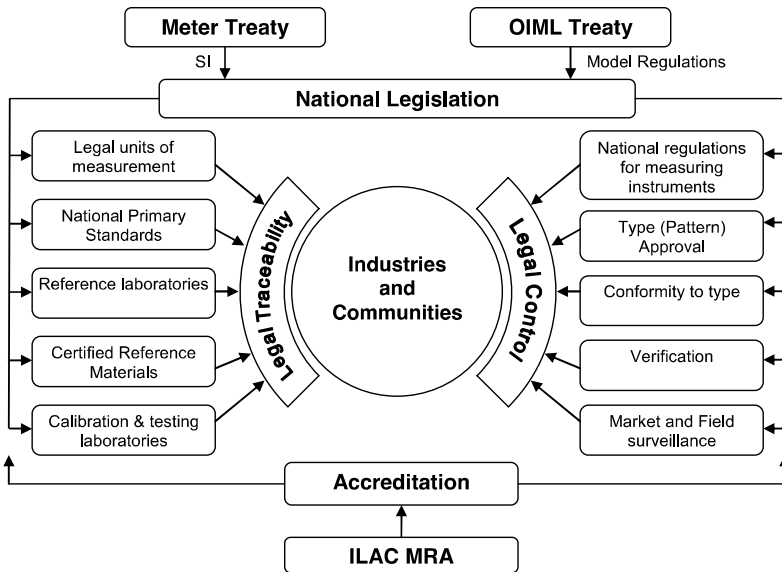 Meter Treaty
OIML Treaty
SI
Model Regulations
National Legislation
Legal units of
measurement
National Primary
Standards
Reference laboratories
Certified Reference
Materials
Calibration & testing
laboratories
Legal Traceability
Industries
and
Communities
Legal Control
National regulations
for measuring
instruments
Type (Pattern)
Approval
Conformity to type
Verification
Market and Field
surveillance
Accreditation
ILAC MRA